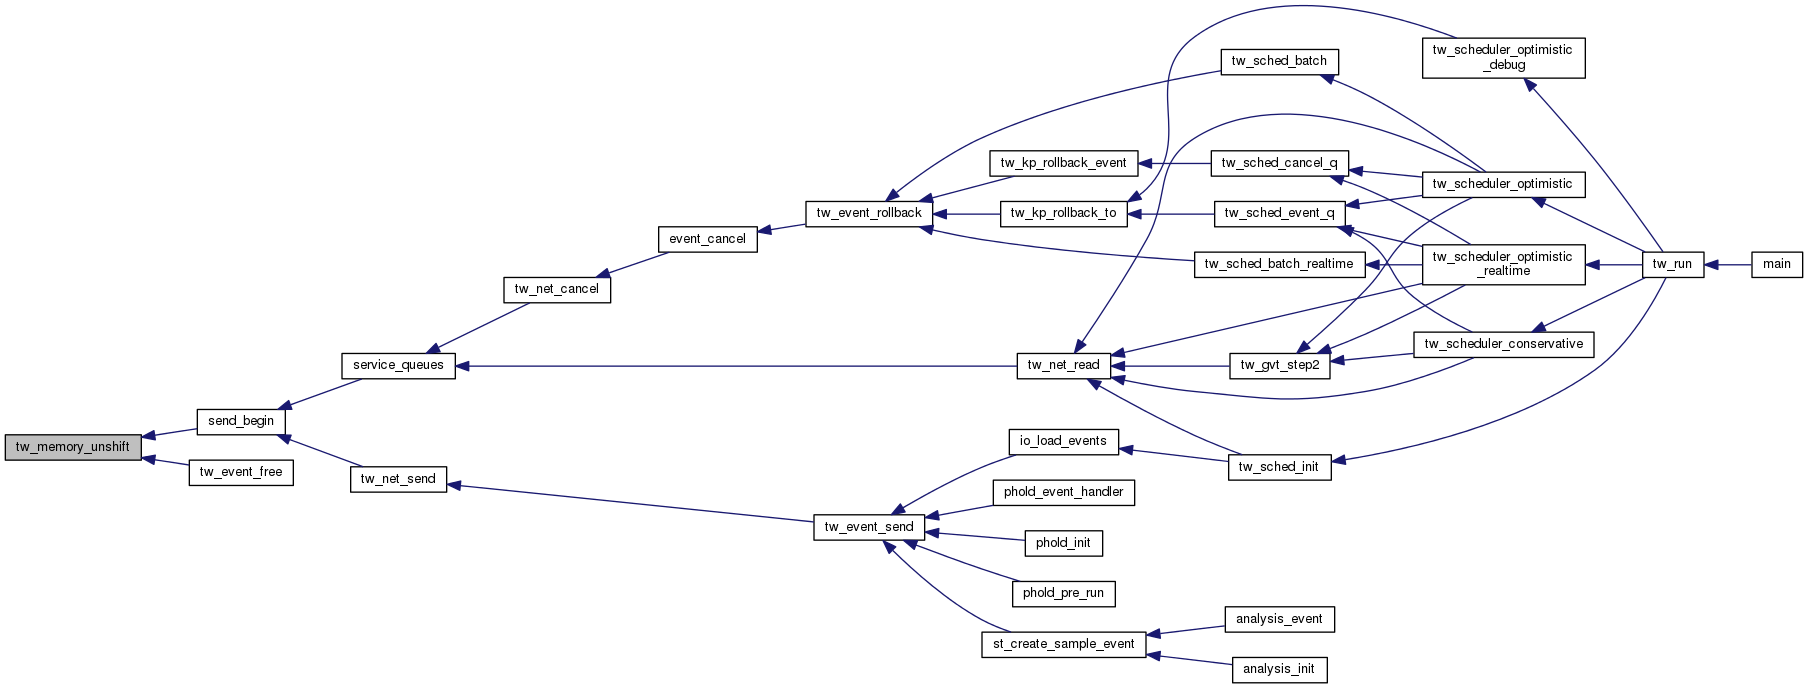 tw_memory_unshift
send_begin
tw_event_free
service_queues
tw_net_send
tw_net_cancel
event_cancel
tw_event_rollback
tw_event_send
tw_kp_rollback_event
tw_kp_rollback_to
tw_net_read
io_load_events
phold_event_handler
phold_init
phold_pre_run
st_create_sample_event
tw_sched_batch
tw_sched_cancel_q
tw_sched_event_q
tw_sched_batch_realtime
tw_gvt_step2
tw_sched_init
analysis_event
analysis_init
tw_scheduler_optimistic
_debug
tw_scheduler_optimistic
tw_scheduler_optimistic
_realtime
tw_scheduler_conservative
tw_run
main